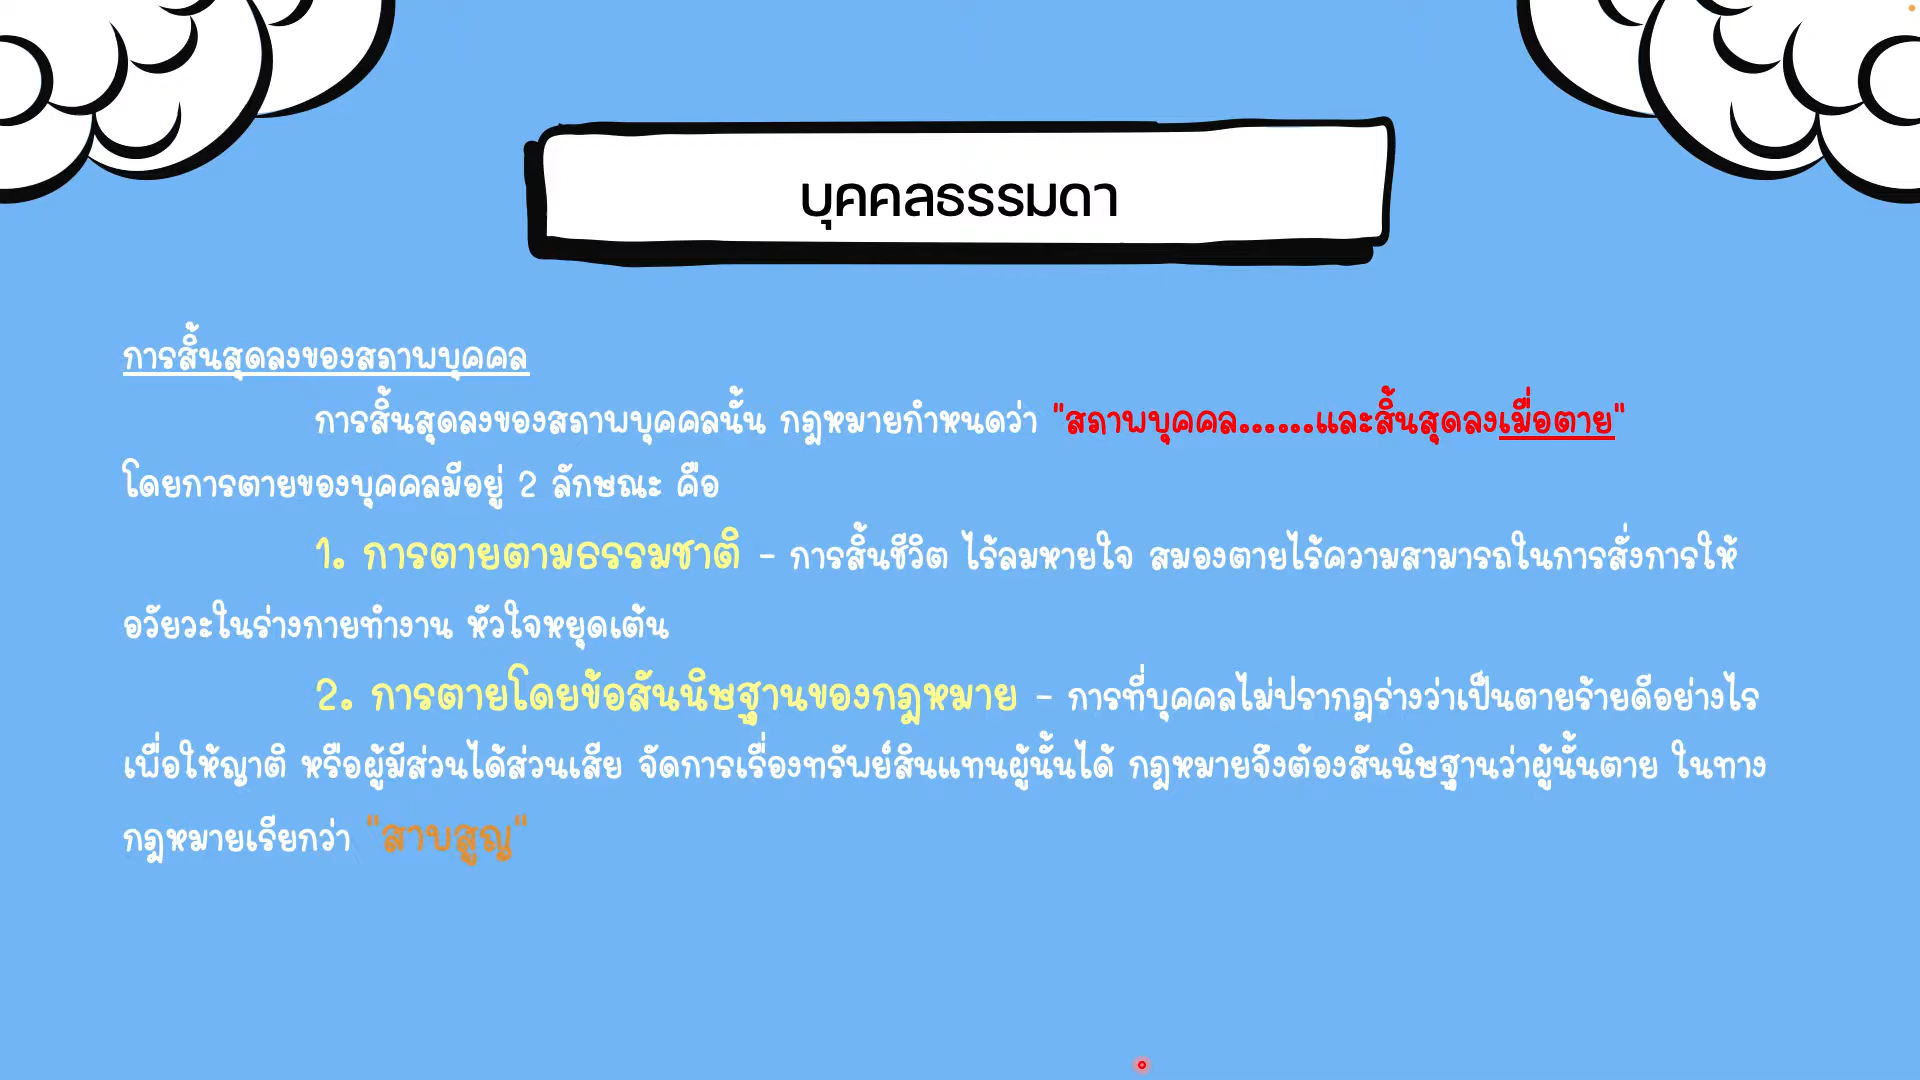 บุคคลธรรมดา
การสิ้นสุดลงของสภาพบุคคล
การสิ้นสุดลงของสภาพบุคคลนั้น กฎหมายกำหนดว่า "สภาพบุคคล......และสิ้นสุดลงเมื่อตาย"
โดยการตายของบุคคลมีอยู่ 2 ลักษณะ คือ
1. การตายตามธรรมชาติ - การสิ้นชีวิต ไร้ลมหายใจ สมองตายไร้ความสามารถในการสั่งการให้
อวัยวะในร่างกายทำงาน หัวใจหยุดเต้น
2. การตายโดยข้อสันนิษฐานของกฎหมาย - การที่บุคคลไม่ปรากฏร่างว่าเป็นตายร้ายดีอย่างไร
เพื่อให้ญาติ หรือผู้มีส่วนได้ส่วนเสีย จัดการเรื่องทรัพย์สินแทนผู้นั้นได้ กฎหมายจึงต้องสันนิษฐานว่าผู้นั้นตาย ในทาง
กฎหมายเรียกว่า "สาบสูญ"